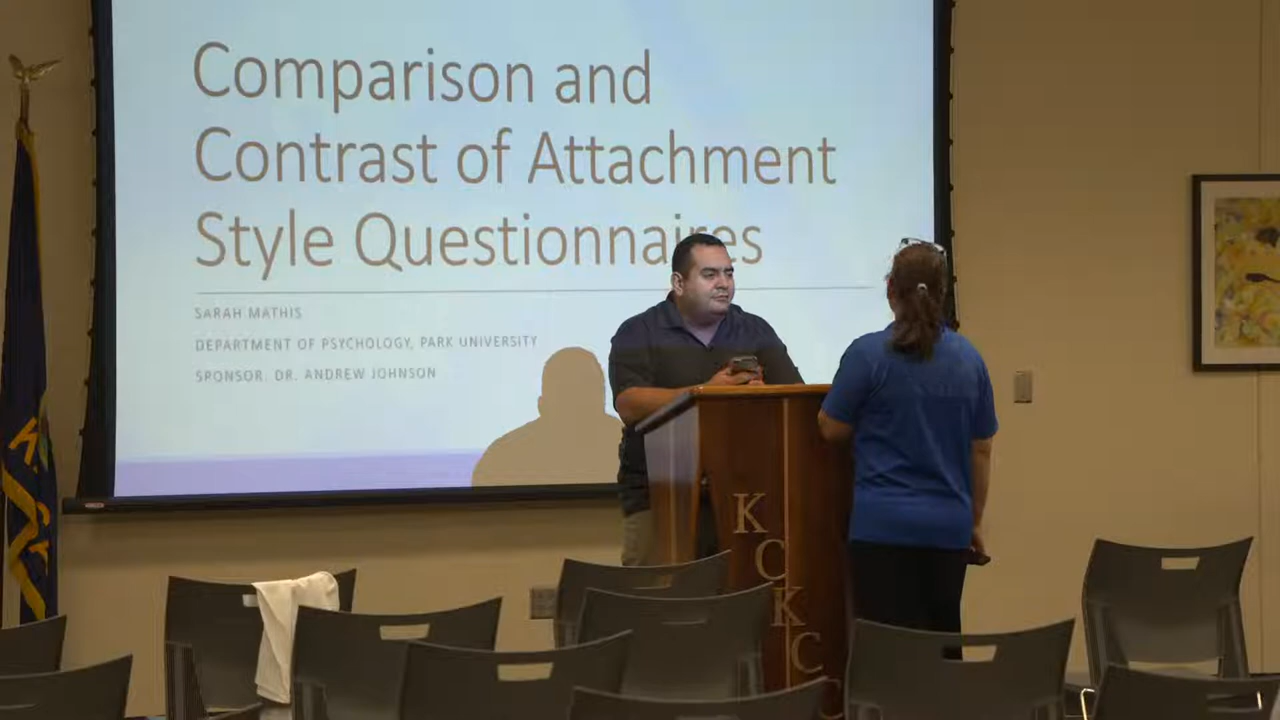 Comparison and
Contrast of Attachment
Style Questionnaires
SARAH MATHIS
DEPARTMENT OF PSYCHOLOGY, PARK UNIVERSITY
SPONSOR: DR. ANDREW JOHNSON
K
C
K
C
C